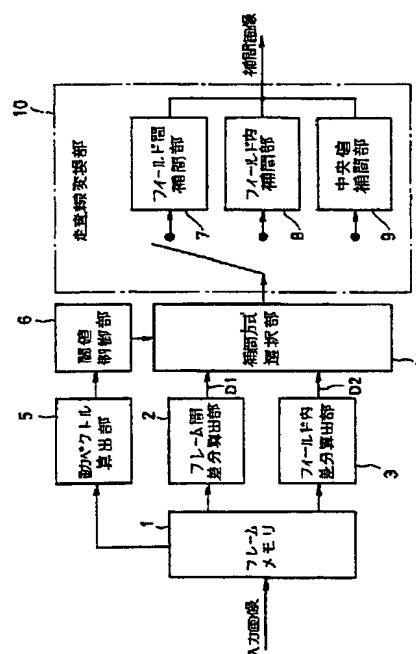 入力画像
フレーム
メモリ
1
動ベクトル
算出部
5
フレーム間
差分算出部
2
フィールド内
差分算出部
3
D1
D2
閾値
制御部
6
補間方式
選択部
走査線変換部
10
フィールド間
補間部
7
フィールド内
補間部
8
中央値
補間部
9
補間画像